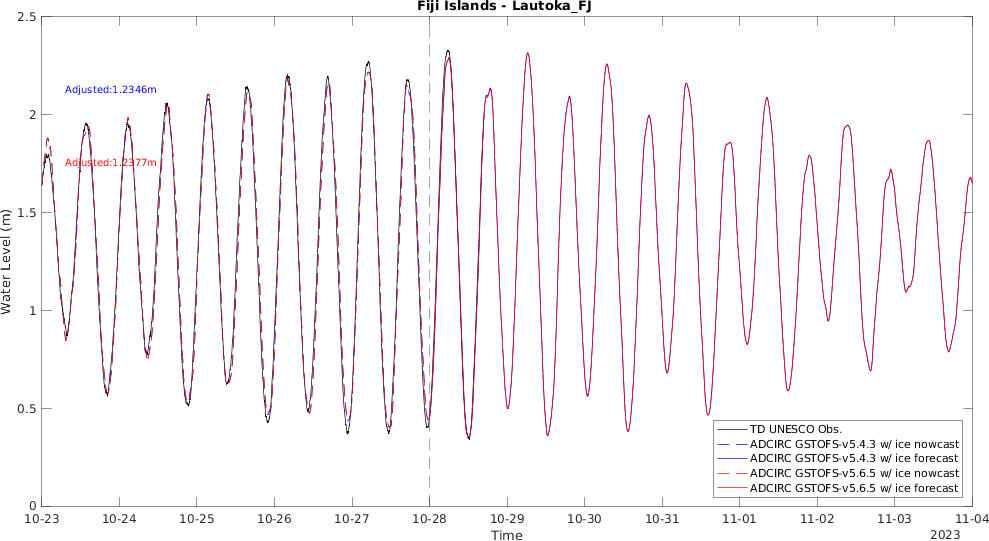 Fiji Islands - Lautoka_FJ
2.5
2
1.5
1
0.5
0
Water Level (m)
Adjusted:1.2346m
Adjusted:1.2377m
TD UNESCO Obs.
ADCIRC GSTOFS-v5.4.3 w/ ice nowcast
ADCIRC GSTOFS-v5.4.3 w/ ice forecast
ADCIRC GSTOFS-v5.6.5 w/ ice nowcast
ADCIRC GSTOFS-v5.6.5 w/ ice forecast
10-23 10-24 10-25 10-26 10-27 10-28 10-29 10-30 10-31 11-01 11-02 11-03 11-04
Time
2023